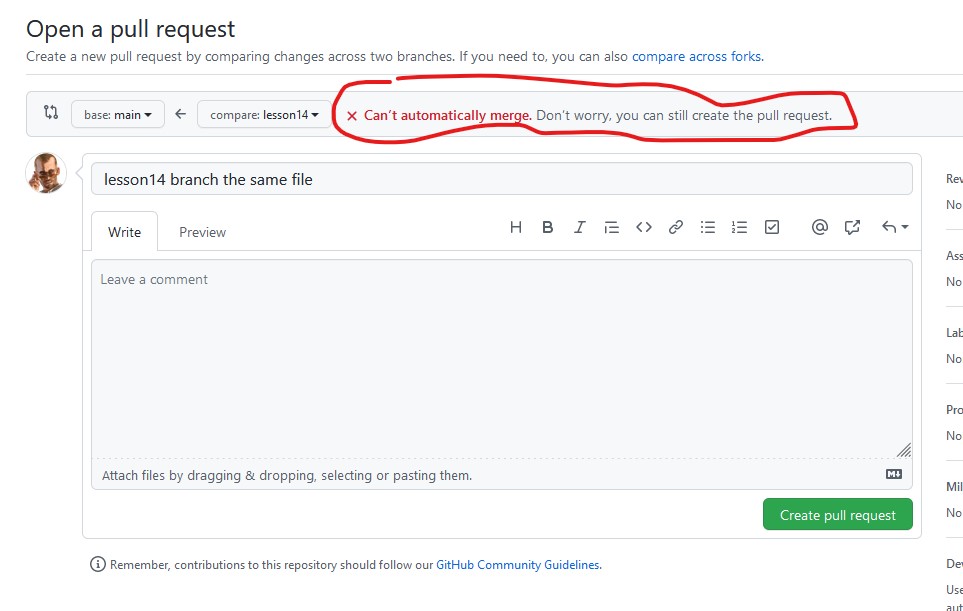 Open a pull request
Create a new pull request by comparing changes across two branches. If you need to, you can also compare across forks.
base: main
compare: lesson14
Can't automatically merge. Don't worry, you can still create the pull request.
lesson14 branch the same file
Write Preview
H B I @
Leave a comment
Attach files by dragging & dropping, selecting or pasting them.
Create pull request
Remember, contributions to this repository should follow our GitHub Community Guidelines.
Rev
No
Ass
No
Lab
No
Pro
No
Mil
No
Dev
Use
aut